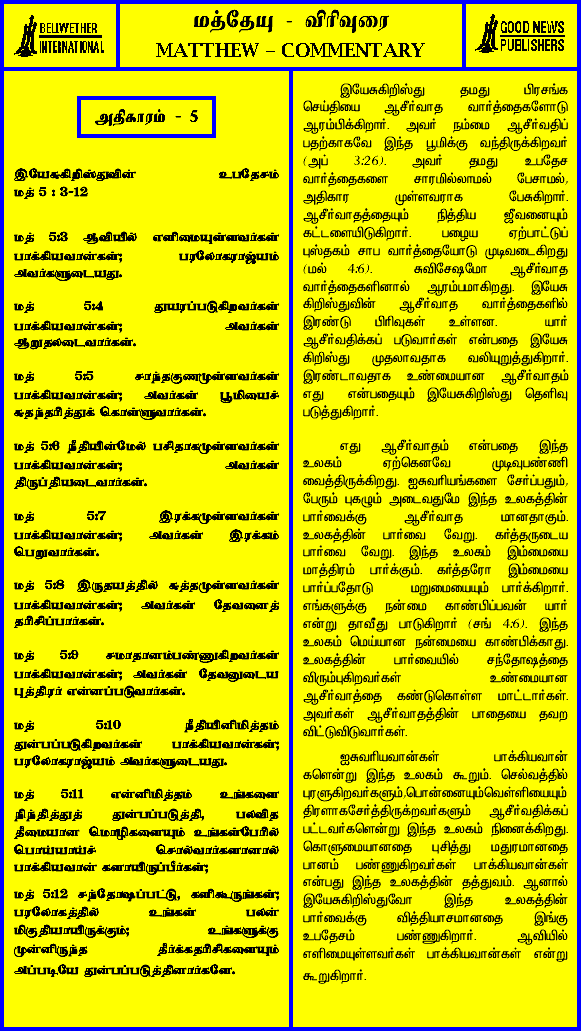 BELWETHER
INTERNATIONAL
மத்தேயு - விரிவுரை
MATTHEW – COMMENTARY
GOOD NEWS
PUBLISHERS
அதிகாரம் - 5
இயேசுகிறிஸ்துவின் உபதேசம்
மத் 5 : 3-12
மத் 5:3 ஆவியில் எளிமையுள்ளவர்கள்
பாக்கியவான்கள்; பரலோகராஜ்யம்
அவர்களுடையது.
மத் 5:4 துயரப்படுகிறவர்கள்
பாக்கியவான்கள்; அவர்கள்
ஆறுதலடைவார்கள்.
மத் 5:5 சாந்தகுணமுள்ளவர்கள்
பாக்கியவான்கள்; அவர்கள் பூமியைச்
சுதந்தரித்துக் கொள்ளுவார்கள்.
மத் 5:6 நீதியின்மேல் பசிதாகமுள்ளவர்கள்
பாக்கியவான்கள்; அவர்கள்
திருப்தியடைவார்கள்.
மத் 5:7 இரக்கமுள்ளவர்கள்
பாக்கியவான்கள்; அவர்கள் இரக்கம்
பெறுவார்கள்.
மத் 5:8 இருதயத்தில் சுத்தமுள்ளவர்கள்
பாக்கியவான்கள்; அவர்கள் தேவனைத்
தரிசிப்பார்கள்.
மத் 5:9 சமாதானம்பண்ணுகிறவர்கள்
பாக்கியவான்கள்; அவர்கள் தேவனுடைய
புத்திரர் என்னப்படுவார்கள்.
மத் 5:10 நீதியினிமித்தம்
துன்பப்படுகிறவர்கள் பாக்கியவான்கள்;
பரலோகராஜ்யம் அவர்களுடையது.
மத் 5:11 என்னிமித்தம் உங்களை
நிந்தித்துத் துன்பப்படுத்தி, பலவித
தீமையான மொழிகளையும் உங்கள்பேரில்
பொய்யாய்ச் சொல்வார்களானால்
பாக்கியவான் களாயிருப்பீர்கள்;
மத் 5:12 சந்தோஷப்பட்டு, களிகூருங்கள்;
பரலோகத்தில் உங்கள் பலன்
மிகுதியாயிருக்கும்; உங்களுக்கு
முன்னிருந்த தீர்க்கதரிசிகளையும்
அப்படியே துன்பப்படுத்தினார்களே.
இயேசுகிறிஸ்து தமது பிரசங்க
செய்தியை ஆசீர்வாத வார்த்தைகளோடு
ஆரம்பிக்கிறார். அவர் நம்மை ஆசீர்வதிப்
பதற்காகவே இந்த பூமிக்கு வந்திருக்கிறவர்
(அப் 3:26). அவர் தமது உபதேச
வார்த்தைகளை சாரமில்லாமல் பேசாமல்,
அதிகார முள்ளவராக பேசுகிறார்.
ஆசீர்வாதத்தையும் நித்திய ஜீவனையும்
கட்டளையிடுகிறார். பழைய ஏற்பாட்டுப்
புஸ்தகம் சாப வார்த்தையோடு முடிவடைகிறது
(மல் 4:6). சுவிசேஷமோ ஆசீர்வாத
வார்த்தைகளினால் ஆரம்பமாகிறது. இயேசு
கிறிஸ்துவின் ஆசீர்வாத வார்த்தைகளில்
இரண்டு பிரிவுகள் உள்ளன. யார்
ஆசீர்வதிக்கப் படுவார்கள் என்பதை இயேசு
கிறிஸ்து முதலாவதாக வலியுறுத்துகிறார்.
இரண்டாவதாக உண்மையான ஆசீர்வாதம்
எது என்பதையும் இயேசுகிறிஸ்து தெளிவு
படுத்துகிறார்.
எது ஆசீர்வாதம் என்பதை இந்த
உலகம் ஏற்கெனவே முடிவுபண்ணி
வைத்திருக்கிறது. ஐசுவரியங்களை சேர்ப்பதும்,
பேரும் புகழும் அடைவதுமே இந்த உலகத்தின்
பார்வைக்கு ஆசீர்வாத மானதாகும்.
உலகத்தின் பார்வை வேறு. கர்த்தருடைய
பார்வை வேறு. இந்த உலகம் இம்மையை
மாத்திரம் பார்க்கும். கர்த்தரோ இம்மையை
பார்ப்பதோடு மறுமையையும் பார்க்கிறார்.
எங்களுக்கு நன்மை காண்பிப்பவன் யார்
என்று தாவீது பாடுகிறார் (சங் 4:6). இந்த
உலகம் மெய்யான நன்மையை காண்பிக்காது.
உலகத்தின் பார்வையில் சந்தோஷத்தை
விரும்புகிறவர்கள் உண்மையான
ஆசீர்வாத்தை கண்டுகொள்ள மாட்டார்கள்.
அவர்கள் ஆசீர்வாதத்தின் பாதையை தவற
விட்டுவிடுவார்கள்.
ஐசுவரியவான்கள் பாக்கியவான்
களென்று இந்த உலகம் கூறும். செல்வத்தில்
புரளுகிறவர்களும்,பொன்னையும்வெள்ளியையும்
திரளாகசேர்த்திருக்றவர்களும் ஆசீர்வதிக்கப்
பட்டவர்களென்று இந்த உலகம் நினைக்கிறது.
கொளுமையானதை புசித்து மதுரமானதை
பானம் பண்ணுகிறவர்கள் பாக்கியவான்கள்
என்பது இந்த உலகத்தின் தத்துவம். ஆனால்
இயேசுகிறிஸ்துவோ இந்த உலகத்தின்
பார்வைக்கு வித்தியாசமானதை இங்கு
உபதேசம் பண்ணுகிறார். ஆவியில்
எளிமையுள்ளவர்கள் பாக்கியவான்கள் என்று
கூறுகிறார்.